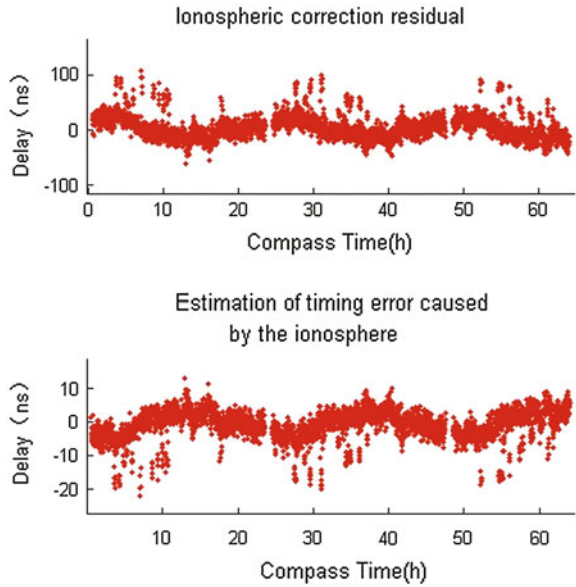 Ionospheric correction residual
Delay (ns)
100
0
-100
0 10 20 30 40 50 60
Compass Time(h)
Estimation of timing error caused
by the ionosphere
Delay (ns)
10
0
-10
-20
10 20 30 40 50 60
Compass Time(h)